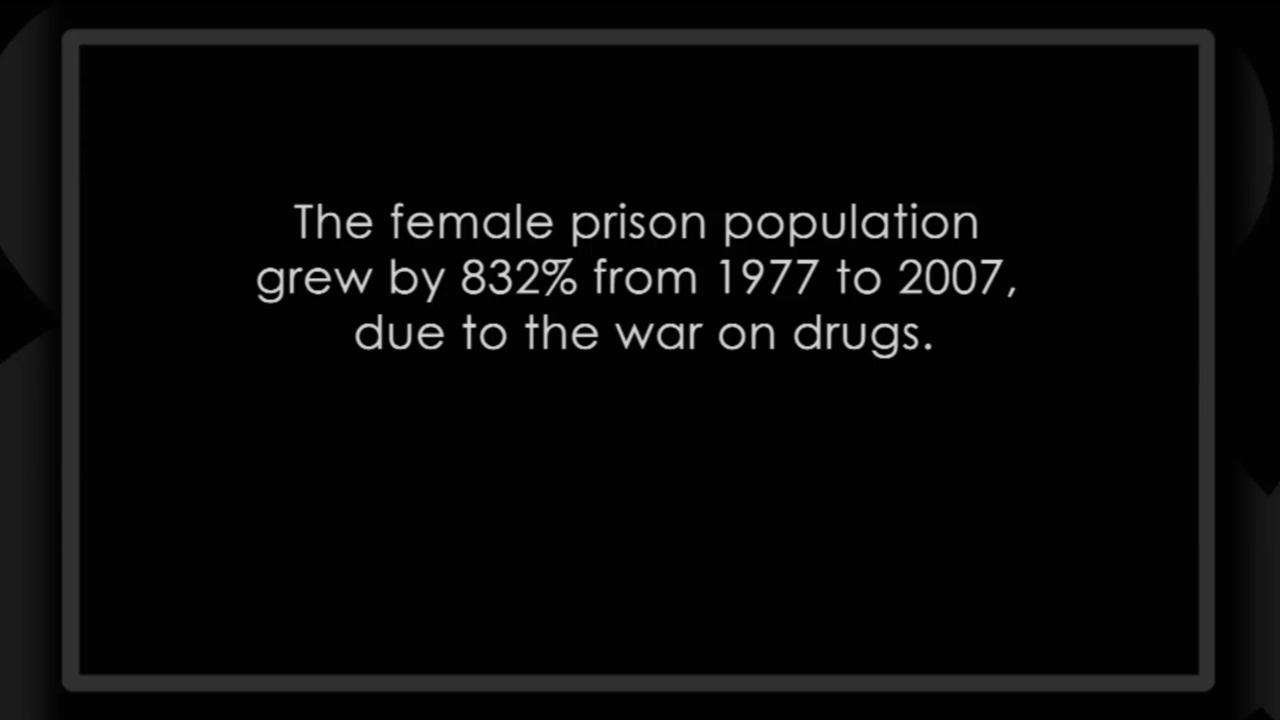 The female prison population
grew by 832% from 1977 to 2007,
due to the war on drugs.